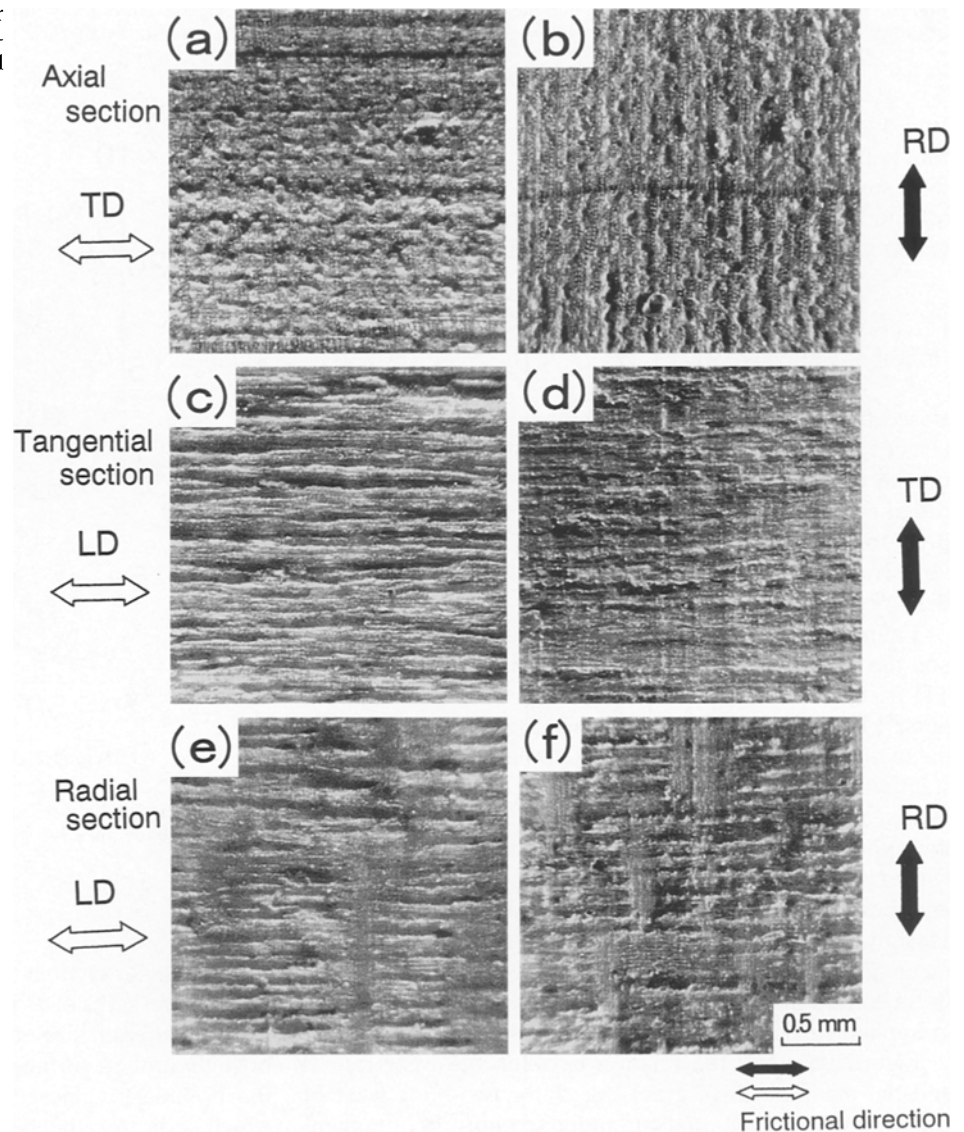 (a)
(b)
Axial
section
TD
RD
(c)
(d)
Tangential
section
LD
TD
(e)
(f)
Radial
section
LD
RD
0.5 mm
Frictional direction